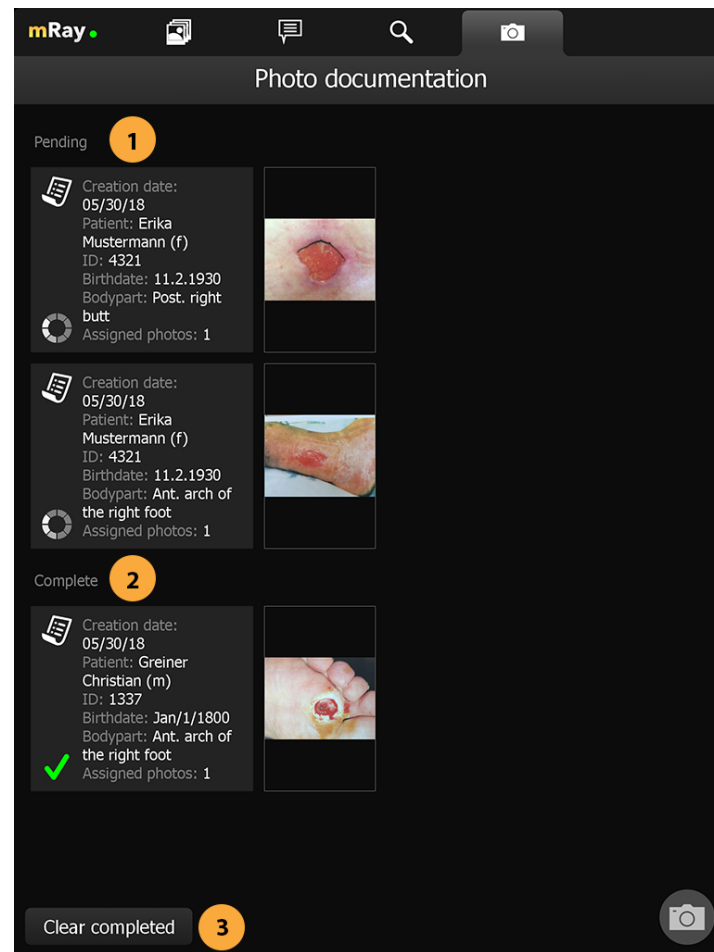 mRay
Photo documentation
Pending
1
Creation date:
05/30/18
Patient: Erika
Mustermann (f)
ID: 4321
Birthdate: 11.2.1930
Bodypart: Post. right
butt
Assigned photos: 1
Creation date:
05/30/18
Patient: Erika
Mustermann (f)
ID: 4321
Birthdate: 11.2.1930
Bodypart: Ant. arch of
the right foot
Assigned photos: 1
Complete
2
Creation date:
05/30/18
Patient: Greiner
Christian (m)
ID: 1337
Birthdate: Jan/1/1800
Bodypart: Ant. arch of
the right foot
Assigned photos: 1
Clear completed
3